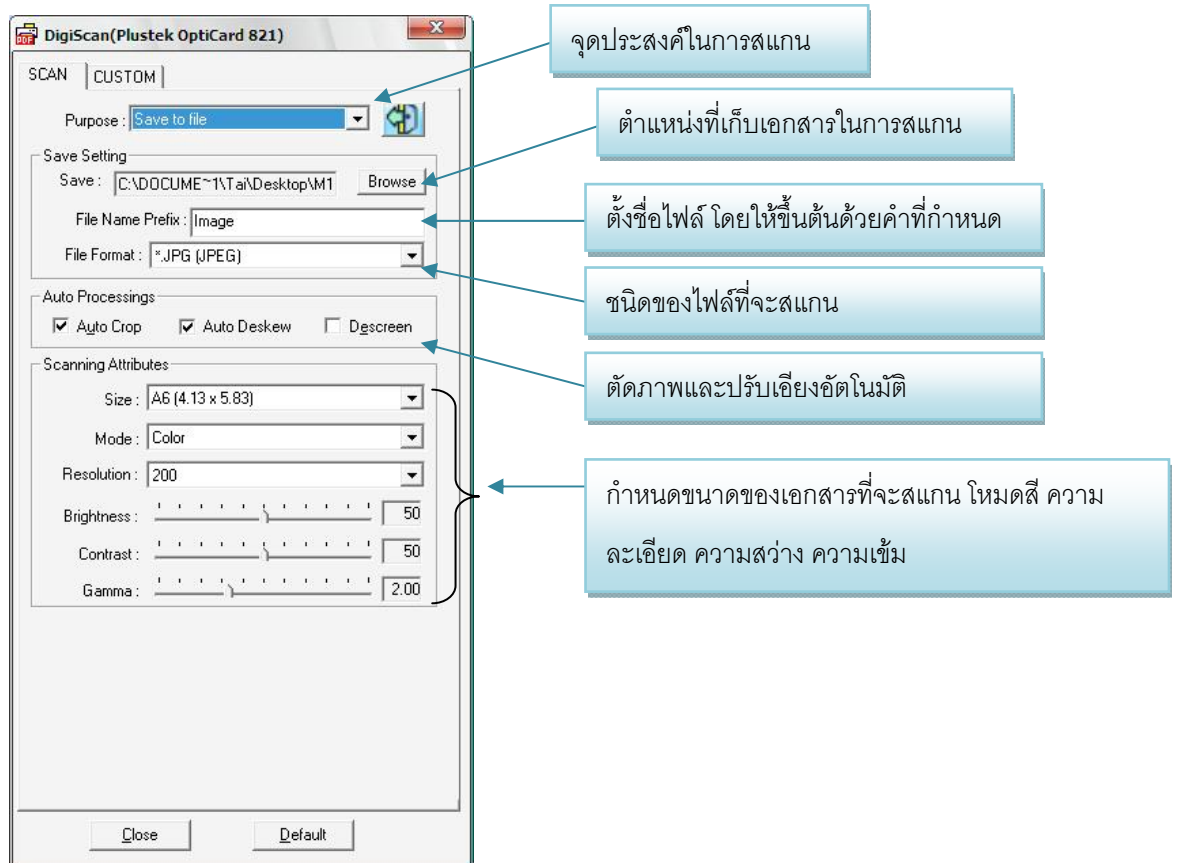 DigiScan(Plustek OptiCard 821)
SCAN CUSTOM
Purpose : Save to file
Save Setting
Save : C:\DOCUME~1\Tai\Desktop\M1 Browse
File Name Prefix : Image
File Format : *.JPG (JPEG)
Auto Processings
Auto Crop Auto Deskew Descreen
Scanning Attributes
Size : A6 (4.13 x 5.83)
Mode : Color
Resolution : 200
Brightness : 50
Contrast : 50
Gamma : 2.00
Close Default
จุดประสงค์ในการสแกน
ตำแหน่งที่เก็บเอกสารในการสแกน
ตั้งชื่อไฟล์ โดยให้ขึ้นต้นด้วยคำที่กำหนด
ชนิดของไฟล์ที่จะสแกน
ตัดภาพและปรับเอียงอัตโนมัติ
กำหนดขนาดของเอกสารที่จะสแกน โหมดสี ความ
ละเอียด ความสว่าง ความเข้ม
PDF